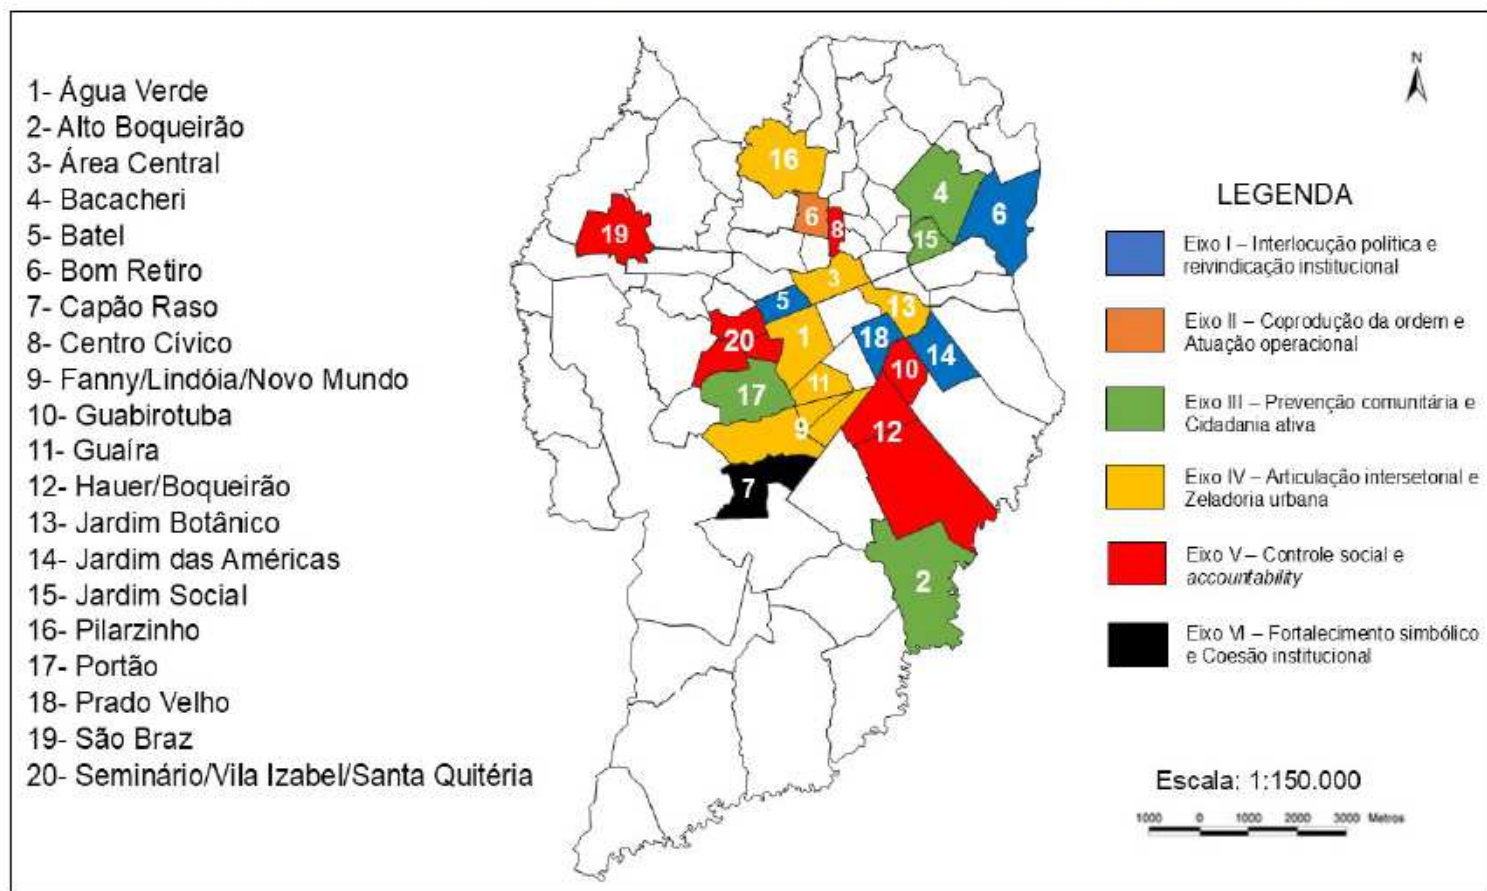 1- Água Verde
2- Alto Boqueirão
3- Área Central
4- Bacacheri
5- Batel
6- Bom Retiro
7- Capão Raso
8- Centro Cívico
9- Fanny/Lindóia/Novo Mundo
10- Guabirotuba
11- Guaíra
12- Hauer/Boqueirão
13- Jardim Botânico
14- Jardim das Américas
15- Jardim Social
16- Pilarzinho
17- Portão
18- Prado Velho
19- São Braz
20- Seminário/Vila Izabel/Santa Quitéria
16
4
6
6
8
15
19
3
5
13
20
1
18
14
10
11
17
9
12
7
2
N
LEGENDA
Eixo I – Interlocução política e
reivindicação institucional
Eixo II – Coprodução da ordem e
Atuação operacional
Eixo III – Prevenção comunitária e
Cidadania ativa
Eixo IV – Articulação intersetorial e
Zeladoria urbana
Eixo V – Controle social e
accountability
Eixo VI – Fortalecimento simbólico
e Coesão institucional
Escala: 1:150.000
1000 0 1000 2000 3000 Metros